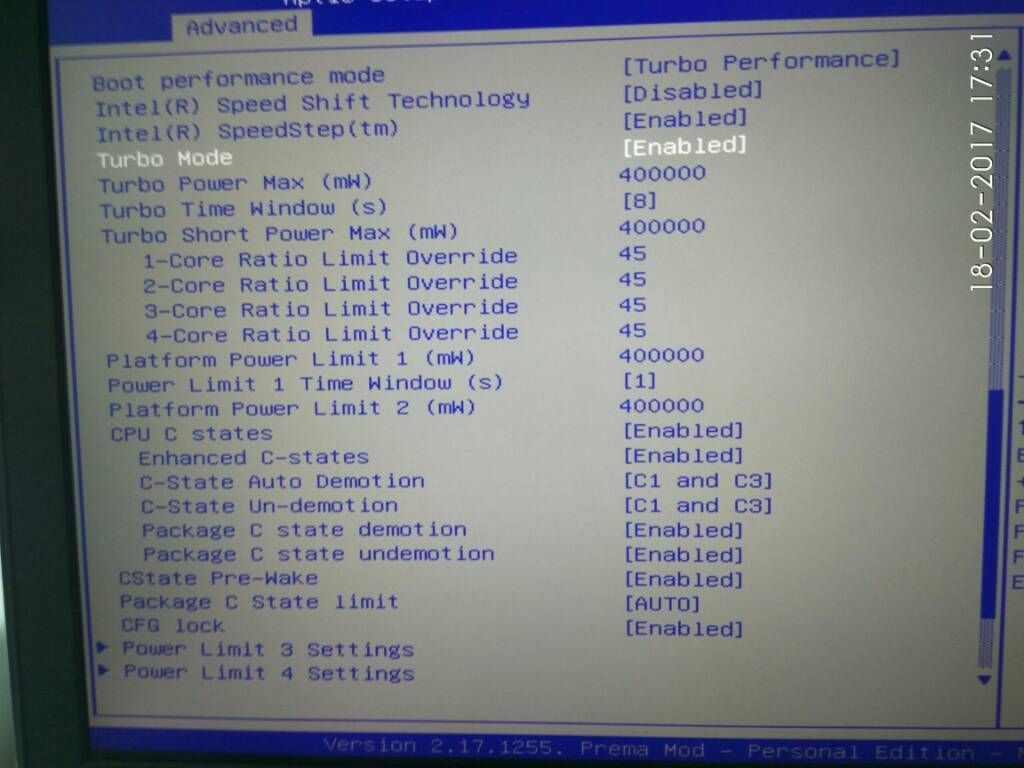 Advanced
Boot performance mode [Turbo Performance]
Intel(R) Speed Shift Technology [Disabled]
Intel(R) SpeedStep(tm) [Enabled]
Turbo Mode [Enabled]
Turbo Power Max (mW) 400000
Turbo Time Window (s) [8]
Turbo Short Power Max (mW) 400000
1-Core Ratio Limit Override 45
2-Core Ratio Limit Override 45
3-Core Ratio Limit Override 45
4-Core Ratio Limit Override 45
Platform Power Limit 1 (mW) 400000
Power Limit 1 Time Window (s) [1]
Platform Power Limit 2 (mW) 400000
CPU C states [Enabled]
Enhanced C-states [Enabled]
C-State Auto Demotion [C1 and C3]
C-State Un-demotion [C1 and C3]
Package C state demotion [Enabled]
Package C state undemotion [Enabled]
CState Pre-Wake [Enabled]
Package C State limit [AUTO]
CFG lock [Enabled]
Power Limit 3 Settings
Power Limit 4 Settings
Version 2.17.1255. Prema Mod - Personal Edition -
18-02-2017 17:31